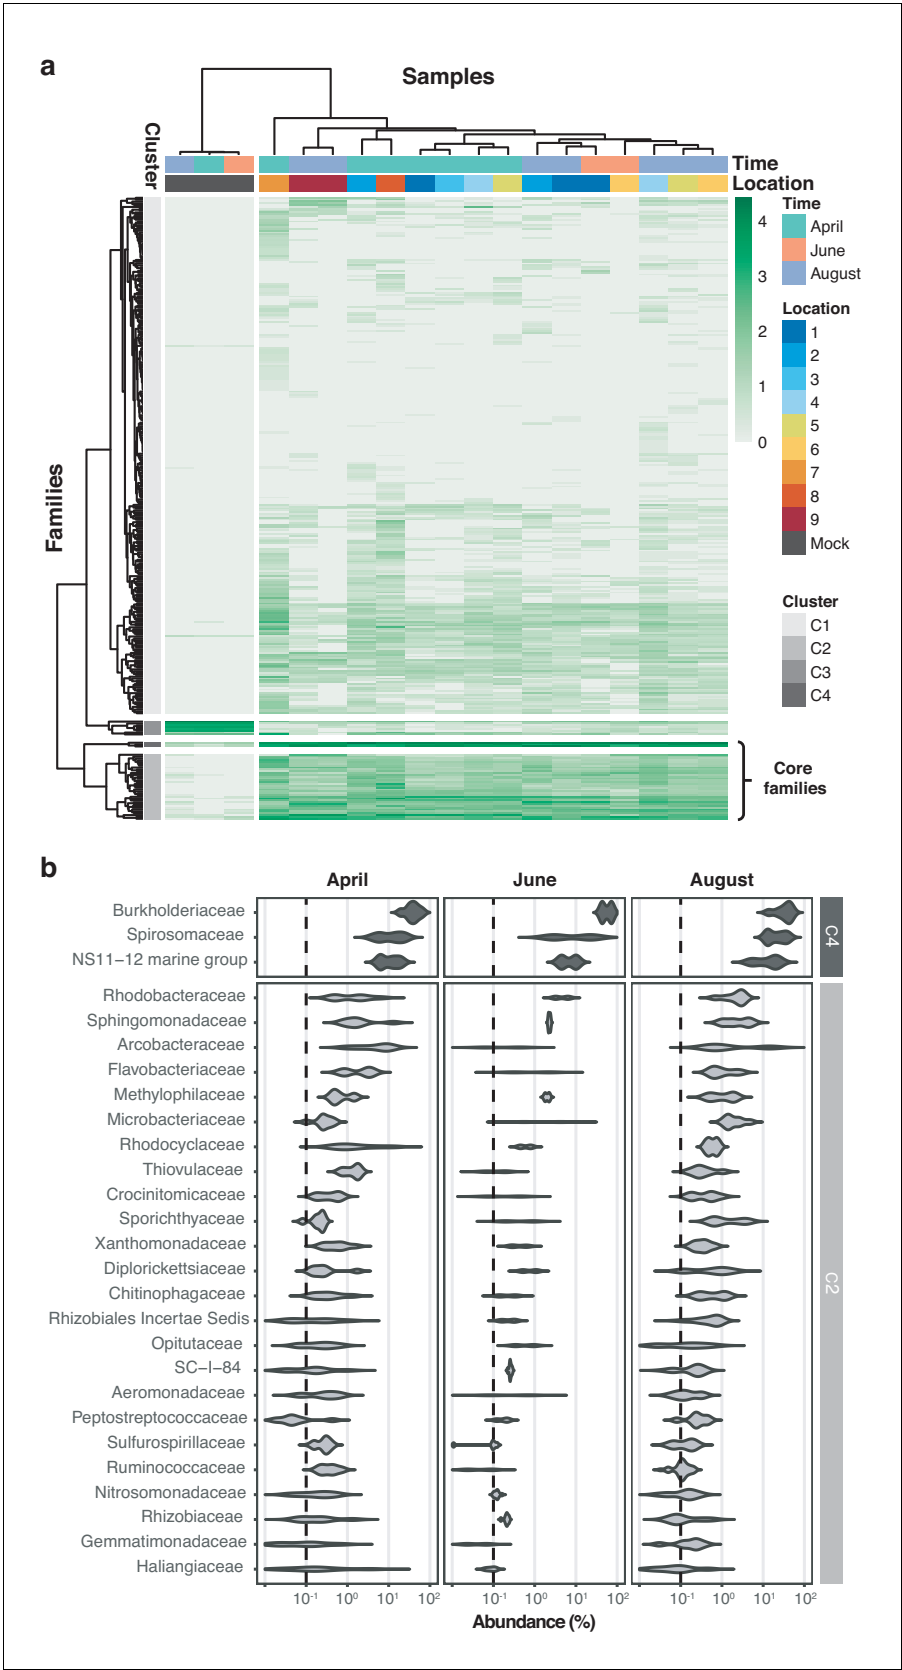 a
Samples
Cluster
Families
Time
Location
4
3
2
1
0
Time
April
June
August
Location
1
2
3
4
5
6
7
8
9
Mock
Cluster
C1
C2
C3
C4
Core
families
b
April June August
Burkholderiaceae
Spirosomaceae
NS11−12 marine group
C4
Rhodobacteraceae
Sphingomonadaceae
Arcobacteraceae
Flavobacteriaceae
Methylophilaceae
Microbacteriaceae
Rhodocyclaceae
Thiovulaceae
Crocinitomicaceae
Sporichthyaceae
Xanthomonadaceae
Diplorickettsiaceae
Chitinophagaceae
Rhizobiales Incertae Sedis
Opitutaceae
SC−I−84
Aeromonadaceae
Peptostreptococcaceae
Sulfurospirillaceae
Ruminococcaceae
Nitrosomonadaceae
Rhizobiaceae
Gemmatimonadaceae
Haliangiaceae
C2
10⁻¹ 10⁰ 10¹ 10² 10⁻¹ 10⁰ 10¹ 10² 10⁻¹ 10⁰ 10¹ 10²
Abundance (%)